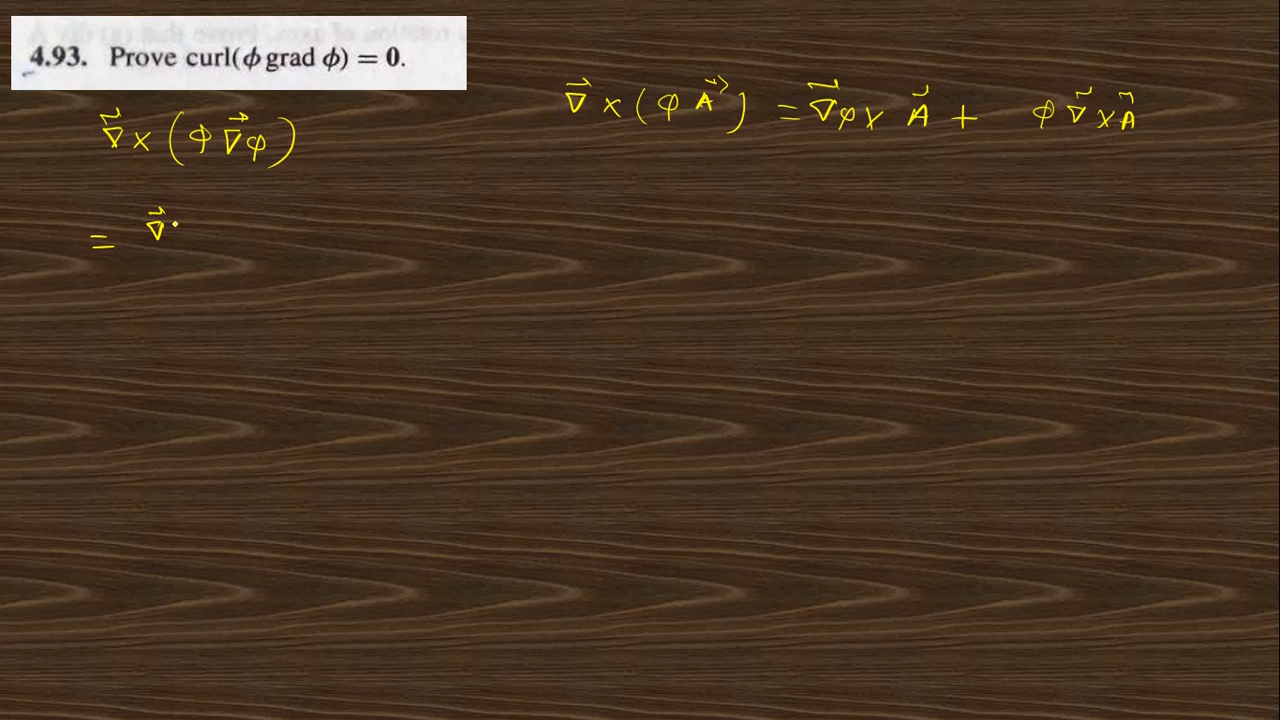 4.93. Prove curl(ϕ grad ϕ) = 0.
∇⃗ × (ϕ A⃗) = ∇⃗ϕ × A⃗ + ϕ ∇⃗ × A⃗
∇⃗ × (ϕ ∇⃗ϕ)
= ∇⃗